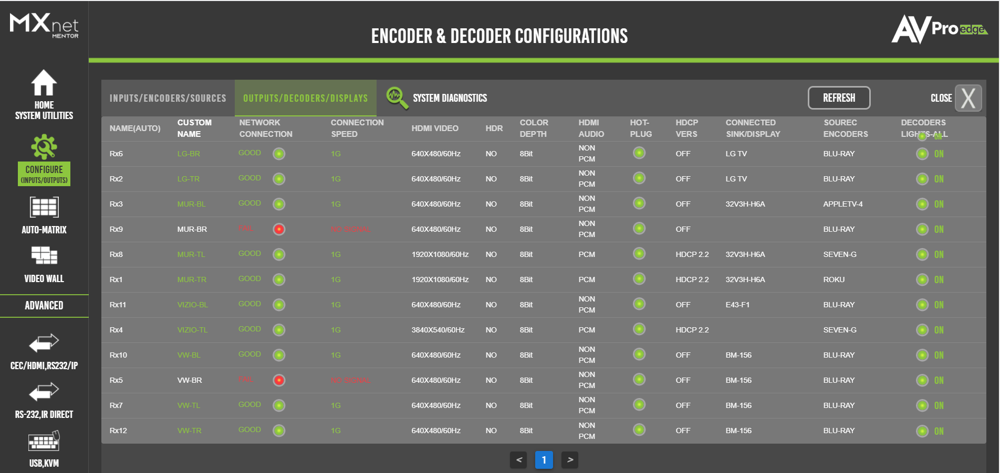 MXnet
MENTOR
ENCODER & DECODER CONFIGURATIONS
AVPro edge
HOME
SYSTEM UTILITIES
CONFIGURE
(INPUTS/OUTPUTS)
AUTO-MATRIX
VIDEO WALL
ADVANCED
CEC/HDMI,RS232/IP
RS-232,IR DIRECT
USB,KVM
INPUTS/ENCODERS/SOURCES OUTPUTS/DECODERS/DISPLAYS SYSTEM DIAGNOSTICS REFRESH CLOSE X
NAME(AUTO) CUSTOM NAME NETWORK CONNECTION CONNECTION SPEED HDMI VIDEO HDR COLOR DEPTH HDMI AUDIO HOT-PLUG HDCP VERS CONNECTED SINK/DISPLAY SOUREC ENCODERS DECODERS LIGHTS-ALL ON
Rx6 LG-BR GOOD 1G 640X480/60Hz NO 8Bit NON PCM OFF LG TV BLU-RAY ON
Rx2 LG-TR GOOD 1G 640X480/60Hz NO 8Bit NON PCM OFF LG TV BLU-RAY ON
Rx3 MUR-BL GOOD 1G 640X480/60Hz NO 8Bit NON PCM OFF 32V3H-H6A APPLETV-4 ON
Rx9 MUR-BR FAIL NO SIGNAL 640X480/60Hz NO 8Bit NON PCM OFF BLU-RAY ON
Rx8 MUR-TL GOOD 1G 1920X1080/60Hz NO 8Bit PCM HDCP 2.2 32V3H-H6A SEVEN-G ON
Rx1 MUR-TR GOOD 1G 1920X1080/60Hz NO 8Bit PCM HDCP 2.2 32V3H-H6A ROKU ON
Rx11 VIZIO-BL GOOD 1G 640X480/60Hz NO 8Bit NON PCM OFF E43-F1 BLU-RAY ON
Rx4 VIZIO-TL GOOD 1G 3840X540/60Hz NO 8Bit PCM HDCP 2.2 SEVEN-G ON
Rx10 VW-BL GOOD 1G 640X480/60Hz NO 8Bit NON PCM OFF BM-156 BLU-RAY ON
Rx5 VW-BR FAIL NO SIGNAL 640X480/60Hz NO 8Bit NON PCM OFF BM-156 BLU-RAY ON
Rx7 VW-TL GOOD 1G 640X480/60Hz NO 8Bit NON PCM OFF BM-156 BLU-RAY ON
Rx12 VW-TR GOOD 1G 640X480/60Hz NO 8Bit NON PCM OFF BM-156 BLU-RAY ON
< 1 >